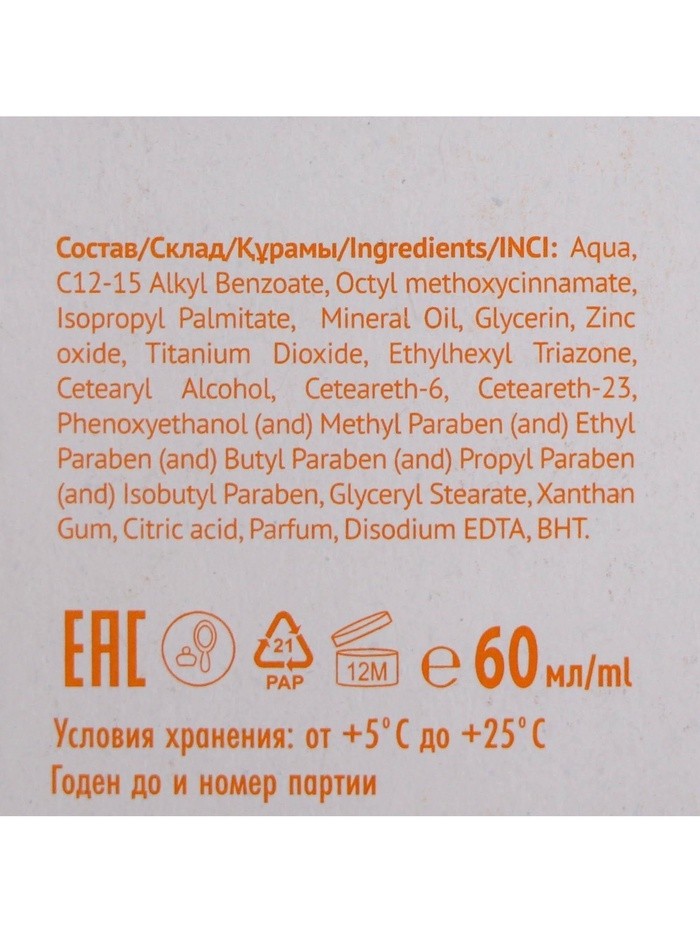 Состав/Склад/Құрамы/Ingredients/INCI: Aqua,
C12-15 Alkyl Benzoate, Octyl methoxycinnamate,
Isopropyl Palmitate, Mineral Oil, Glycerin, Zinc
oxide, Titanium Dioxide, Ethylhexyl Triazone,
Cetearyl Alcohol, Ceteareth-6, Ceteareth-23,
Phenoxyethanol (and) Methyl Paraben (and) Ethyl
Paraben (and) Butyl Paraben (and) Propyl Paraben
(and) Isobutyl Paraben, Glyceryl Stearate, Xanthan
Gum, Citric acid, Parfum, Disodium EDTA, BHT.
EAC 21 PAP 12M ℮ 60 мл/ml
Условия хранения: от +5°C до +25°C
Годен до и номер партии